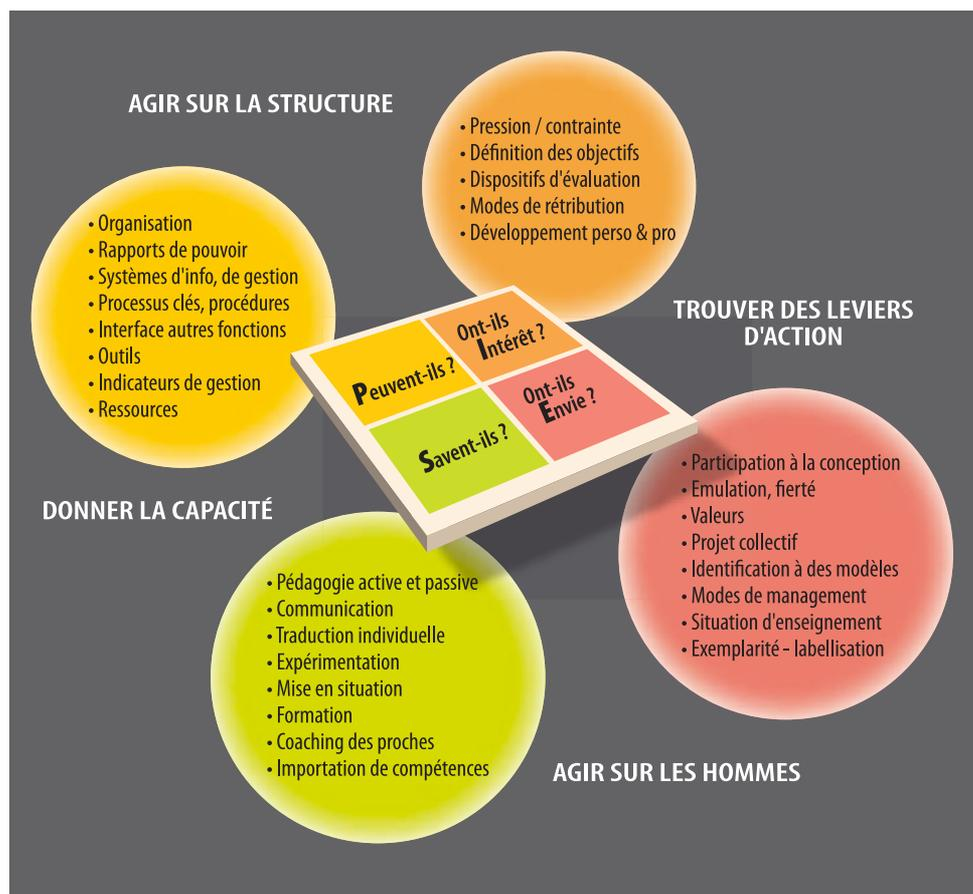 AGIR SUR LA STRUCTURE
• Pression / contrainte
• Définition des objectifs
• Dispositifs d'évaluation
• Modes de rétribution
• Développement perso & pro
• Organisation
• Rapports de pouvoir
• Systèmes d'info, de gestion
• Processus clés, procédures
• Interface autres fonctions
• Outils
• Indicateurs de gestion
• Ressources
TROUVER DES LEVIERS
D'ACTION
Peuvent-ils ?
Ont-ils
Intérêt ?
Savent-ils ?
Ont-ils
Envie ?
DONNER LA CAPACITÉ
• Participation à la conception
• Emulation, fierté
• Valeurs
• Projet collectif
• Identification à des modèles
• Modes de management
• Situation d'enseignement
• Exemplarité - labellisation
• Pédagogie active et passive
• Communication
• Traduction individuelle
• Expérimentation
• Mise en situation
• Formation
• Coaching des proches
• Importation de compétences
AGIR SUR LES HOMMES